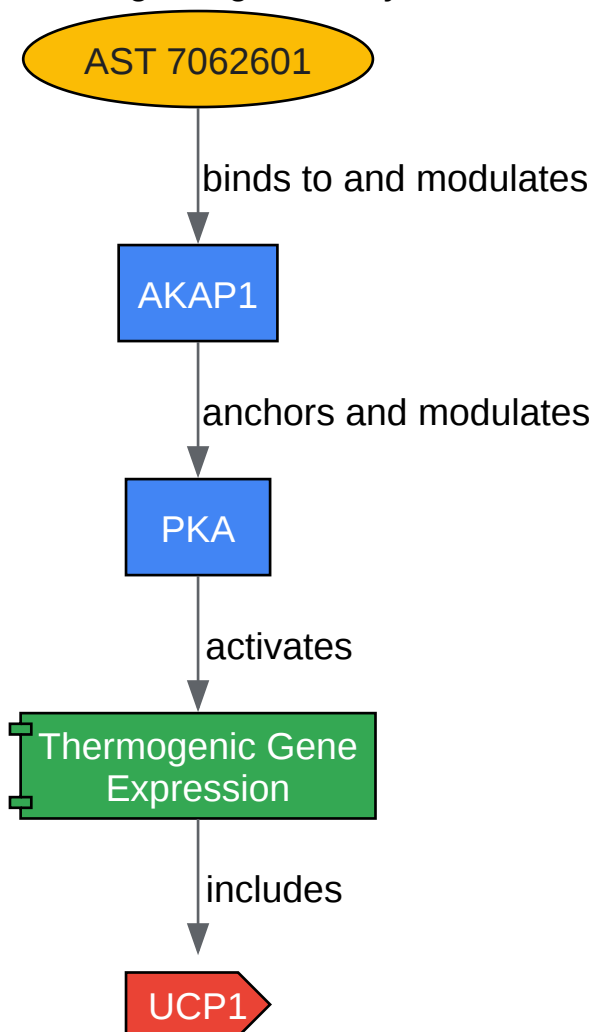 AST 7062601
binds to and modulates
AKAP1
anchors and modulates
PKA
activates
Thermogenic Gene
Expression
includes
UCP1